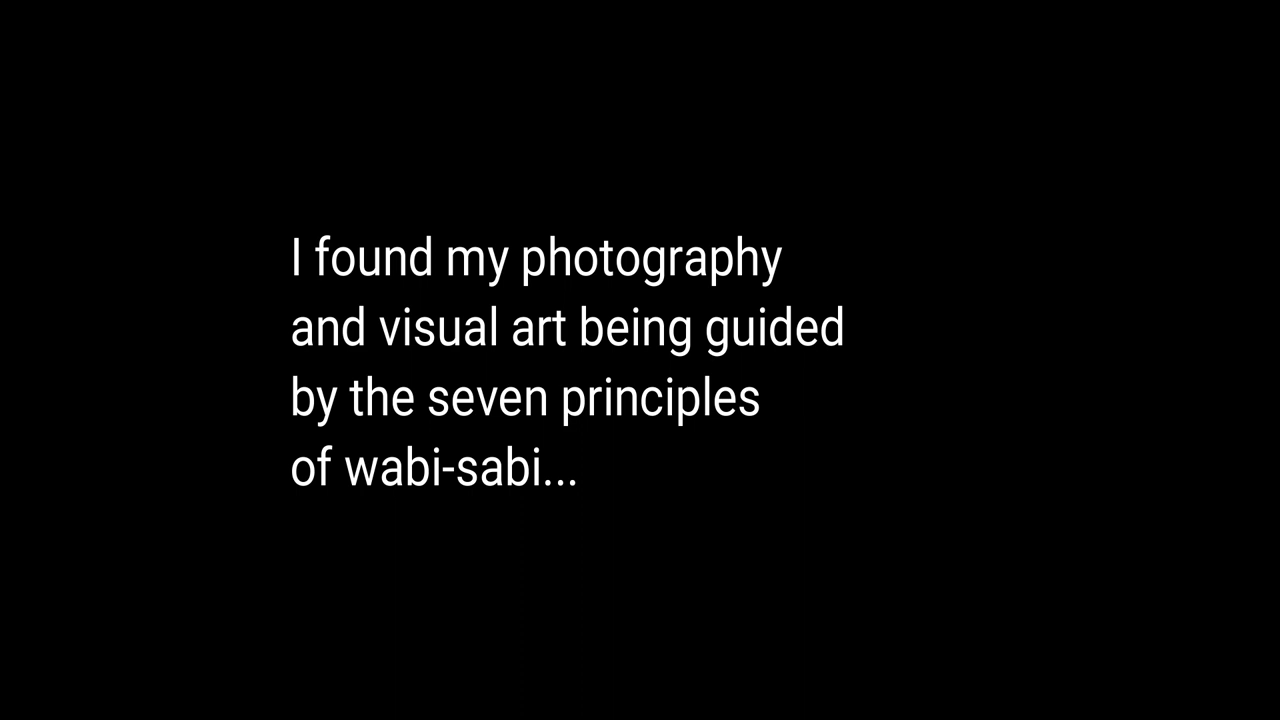 I found my photography
and visual art being guided
by the seven principles
of wabi-sabi...